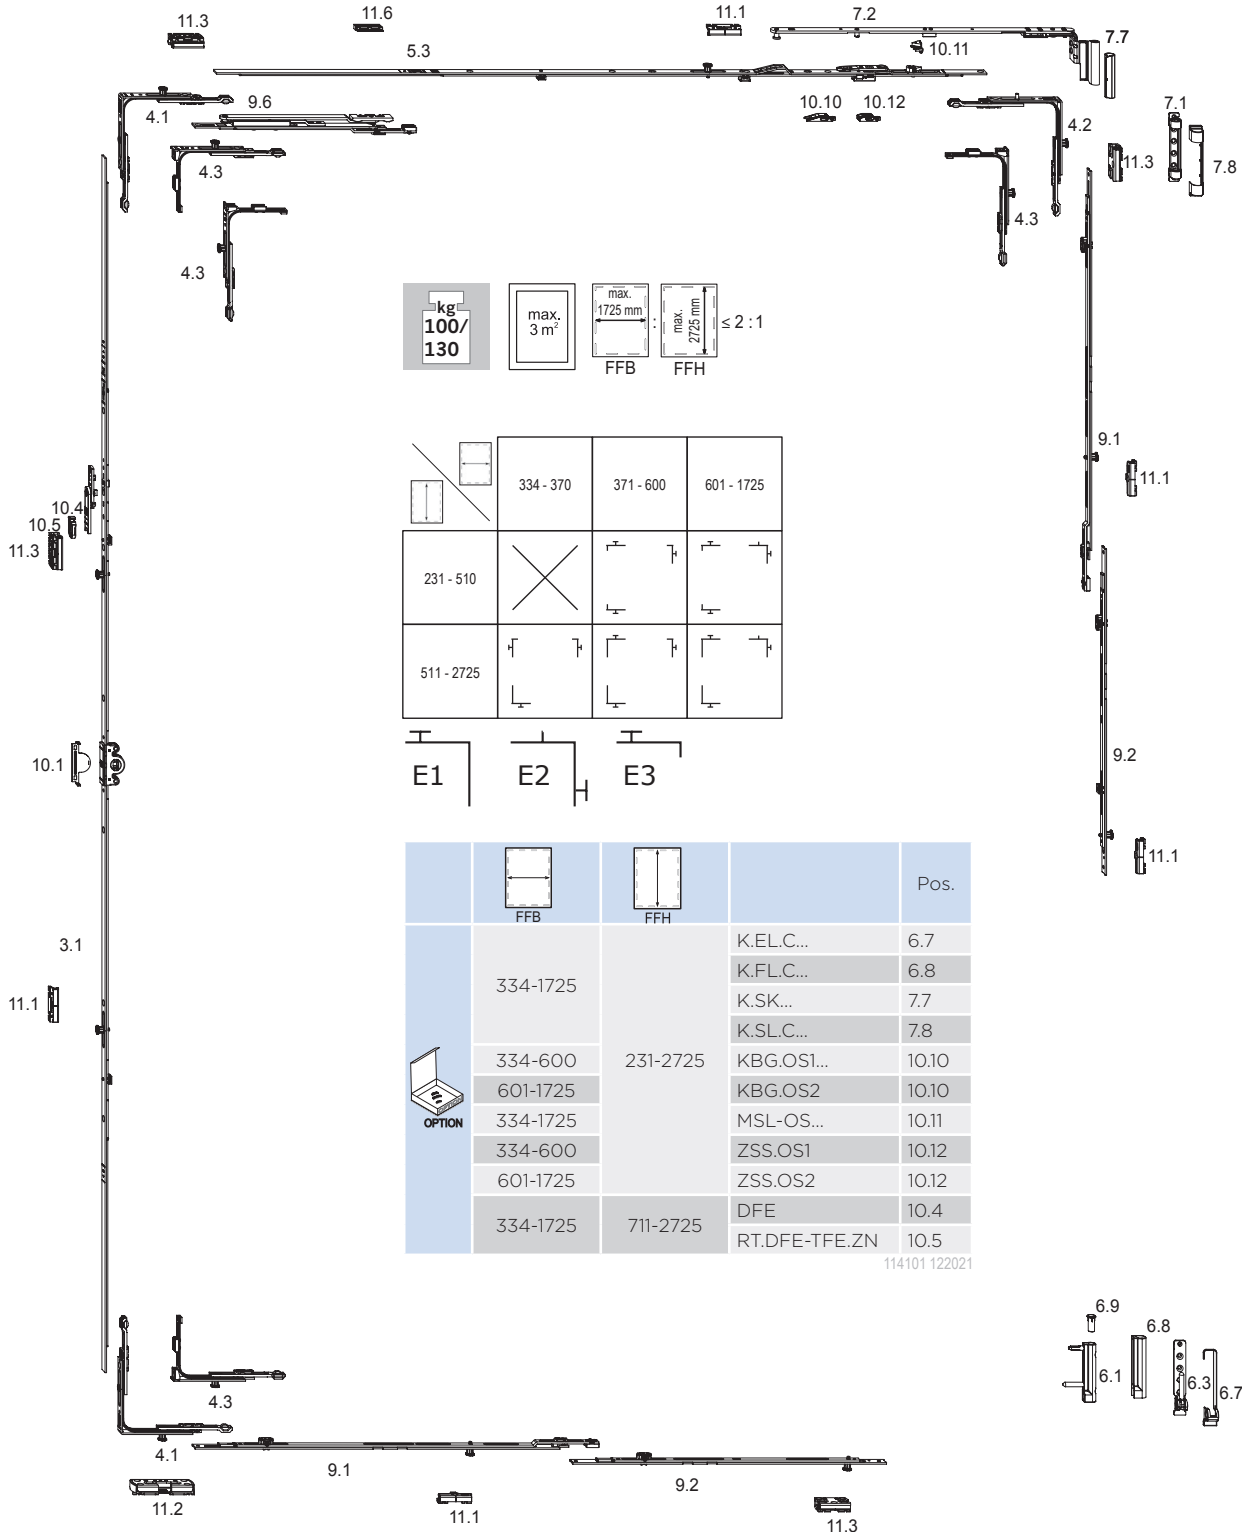 11.3
11.6
11.1
7.2
7.7
5.3
10.11
4.1
9.6
10.10
10.12
7.1
4.2
4.3
11.3
7.8
4.3
4.3
kg
100/
130
max.
3 m²
max.
1725 mm
FFB
:
max.
2725 mm
FFH
≤ 2 : 1
334 - 370
371 - 600
601 - 1725
231 - 510
511 - 2725
9.1
11.1
10.4
10.5
11.3
E1
E2
E3
10.1
9.2
11.1
3.1
11.1
FFB
FFH
Pos.
OPTION
334-1725
231-2725
K.EL.C... 6.7
K.FL.C... 6.8
K.SK... 7.7
K.SL.C... 7.8
334-600 KBG.OS1... 10.10
601-1725 KBG.OS2 10.10
334-1725 MSL-OS... 10.11
334-600 ZSS.OS1 10.12
601-1725 ZSS.OS2 10.12
334-1725 711-2725
DFE 10.4
RT.DFE-TFE.ZN 10.5
114101 122021
6.9
6.8
6.1
6.3
6.7
4.3
4.1
9.1
9.2
11.2
11.1
11.3